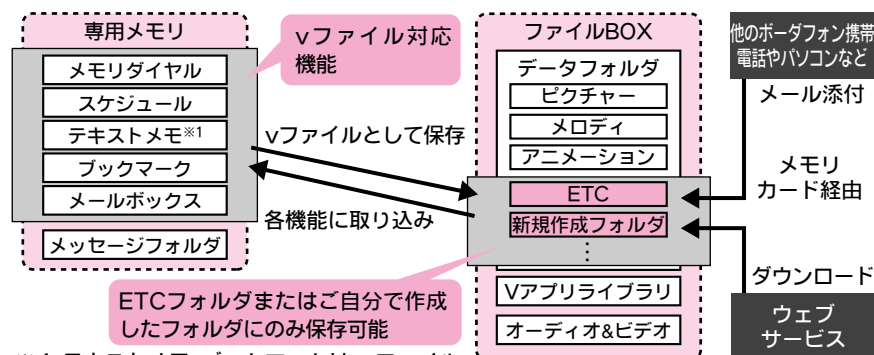 専用メモリ
メモリダイヤル
スケジュール
テキストメモ※1
ブックマーク
メールボックス
メッセージフォルダ
vファイル対応
機能
vファイルとして保存
各機能に取り込み
ETCフォルダまたはご自分で作成
したフォルダにのみ保存可能
ファイルBOX
データフォルダ
ピクチャー
メロディ
アニメーション
ETC
新規作成フォルダ
⋮
Vアプリライブラリ
オーディオ&ビデオ
他のボーダフォン携帯
電話やパソコンなど
メール添付
メモリ
カード経由
ダウンロード
ウェブ
サービス